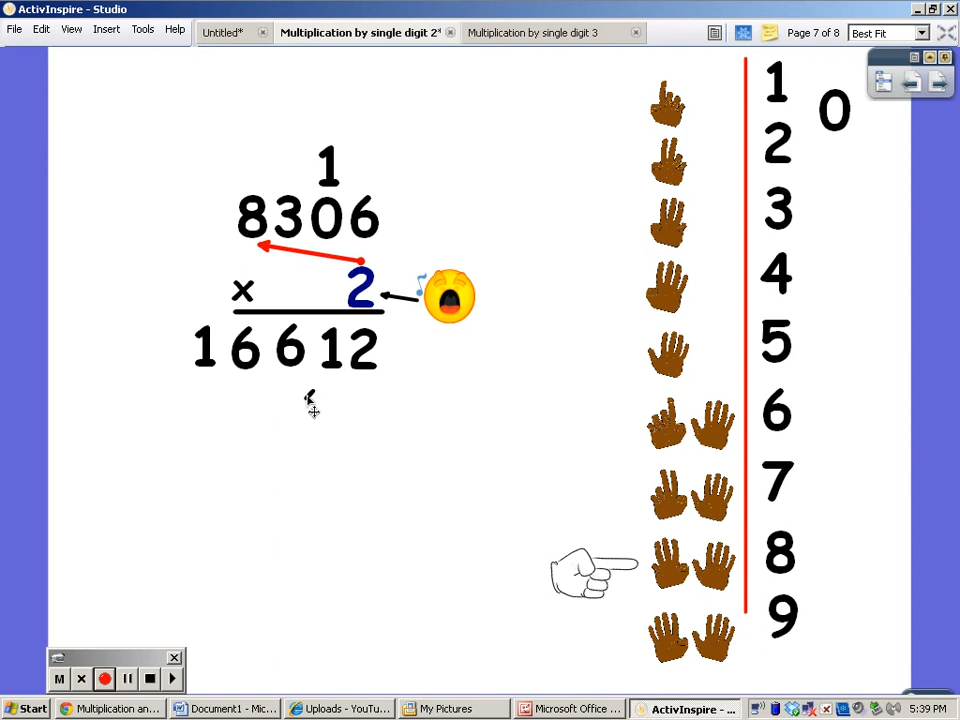 ActivInspire - Studio
File Edit View Insert Tools Help
Untitled* Multiplication by single digit 2* Multiplication by single digit 3
Page 7 of 8 Best Fit
1
8306
x 2
16612
,
1
0
2
3
4
5
6
7
8
9
M
Start Multiplication an... Document1 - Mic... Uploads - YouTu... My Pictures Microsoft Office ... ActivInspire - ... 5:39 PM